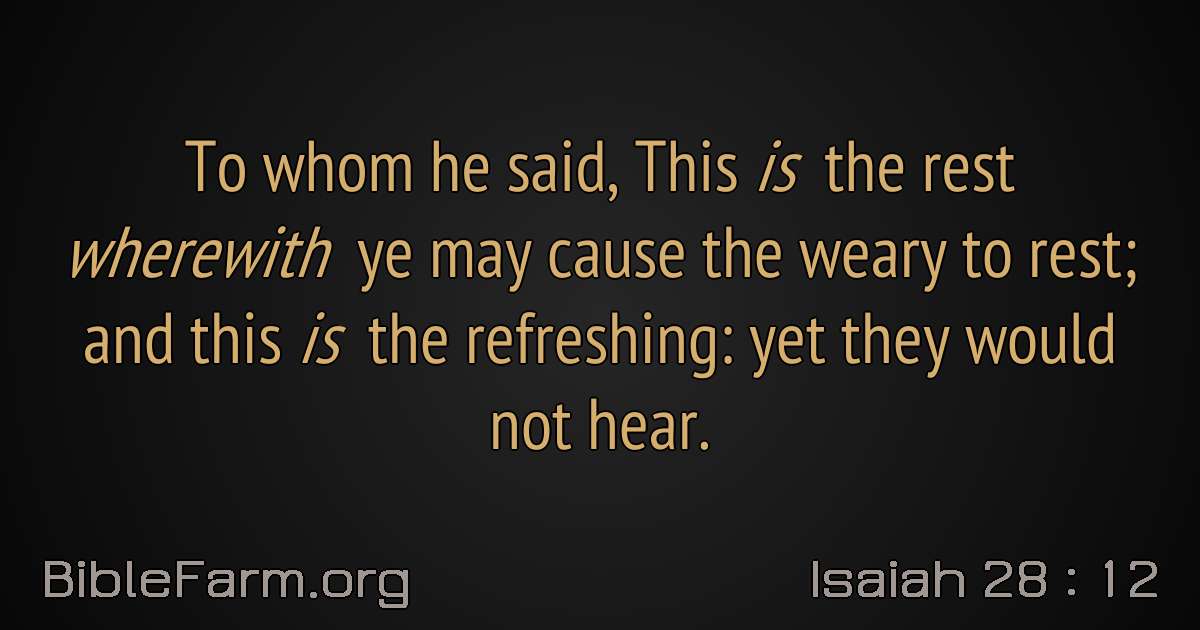 To whom he said, This is the rest
wherewith ye may cause the weary to rest;
and this is the refreshing: yet they would
not hear.
BibleFarm.org
Isaiah 28 : 12